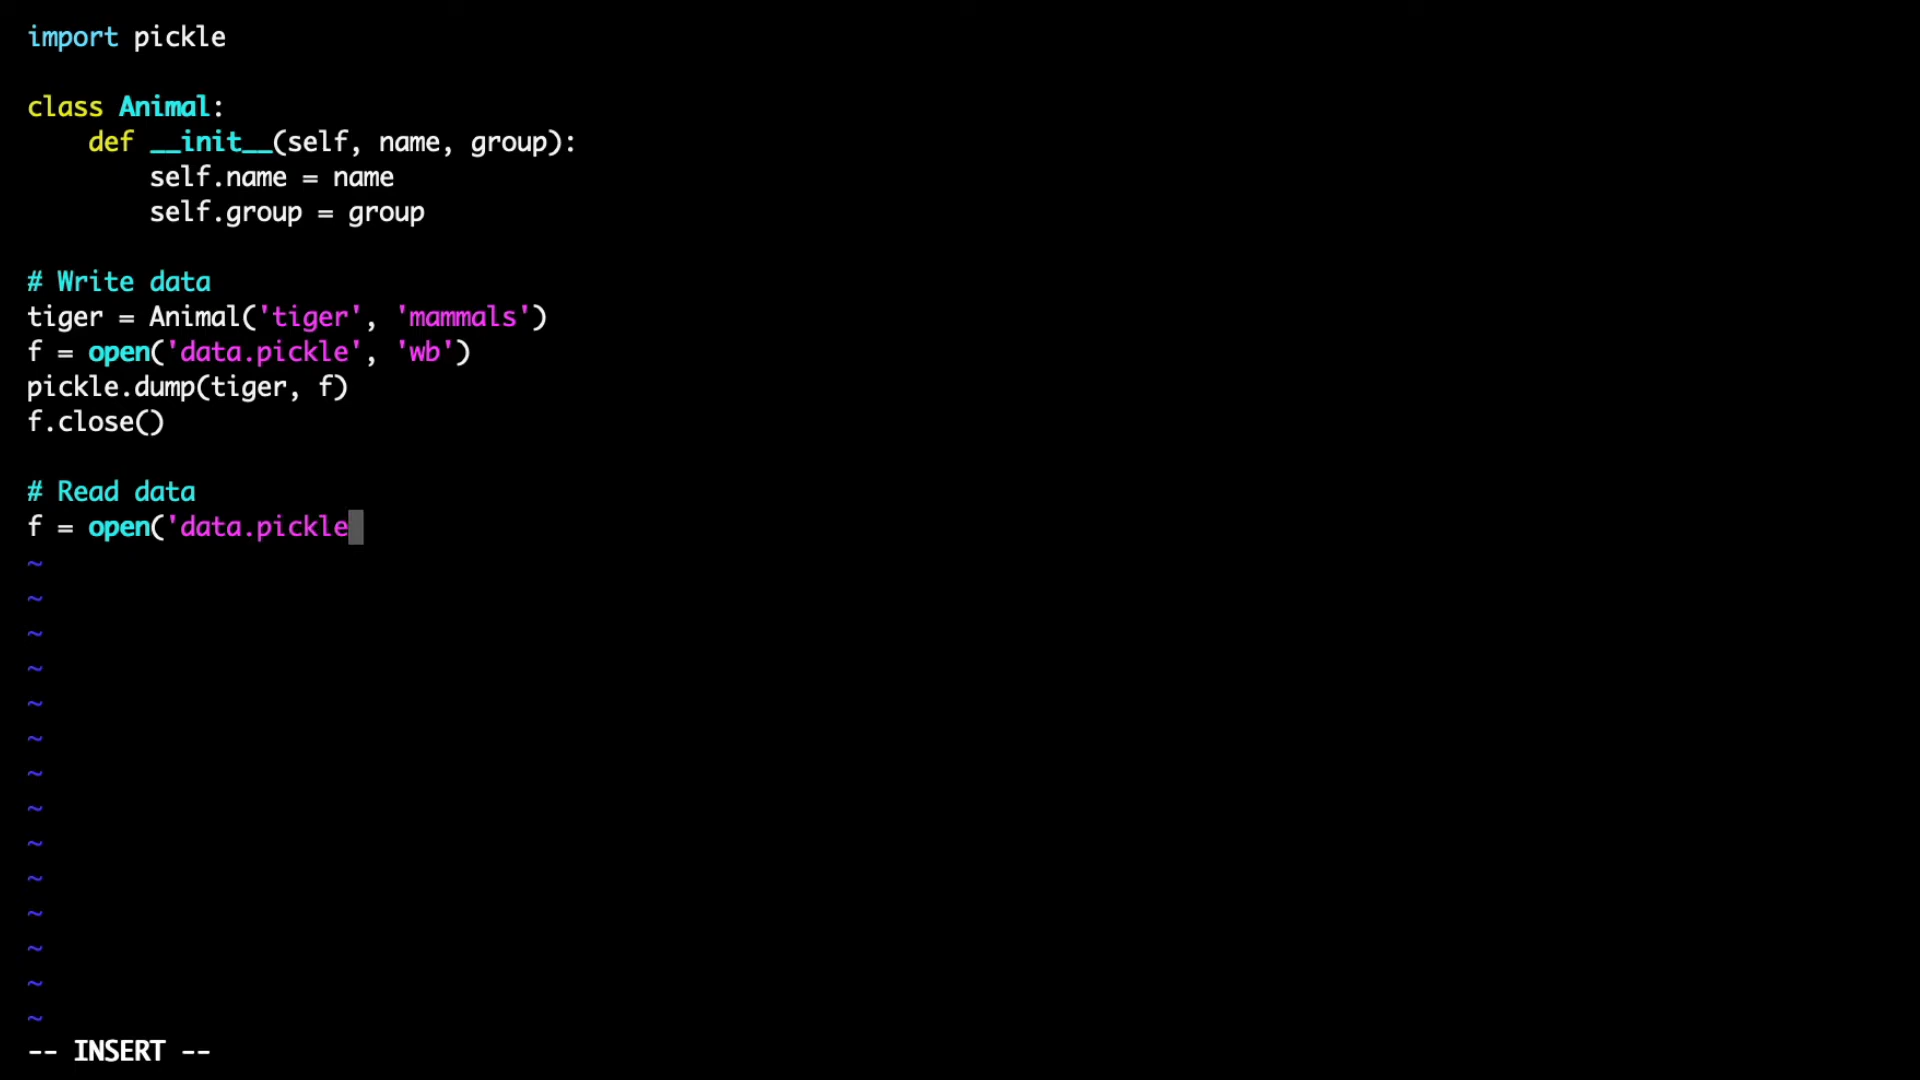 import pickle

class Animal:
    def __init__(self, name, group):
        self.name = name
        self.group = group

# Write data
tiger = Animal('tiger', 'mammals')
f = open('data.pickle', 'wb')
pickle.dump(tiger, f)
f.close()

# Read data
f = open('data.pickle
~
~
~
~
~
~
~
~
~
~
~
~
~
~
-- INSERT --